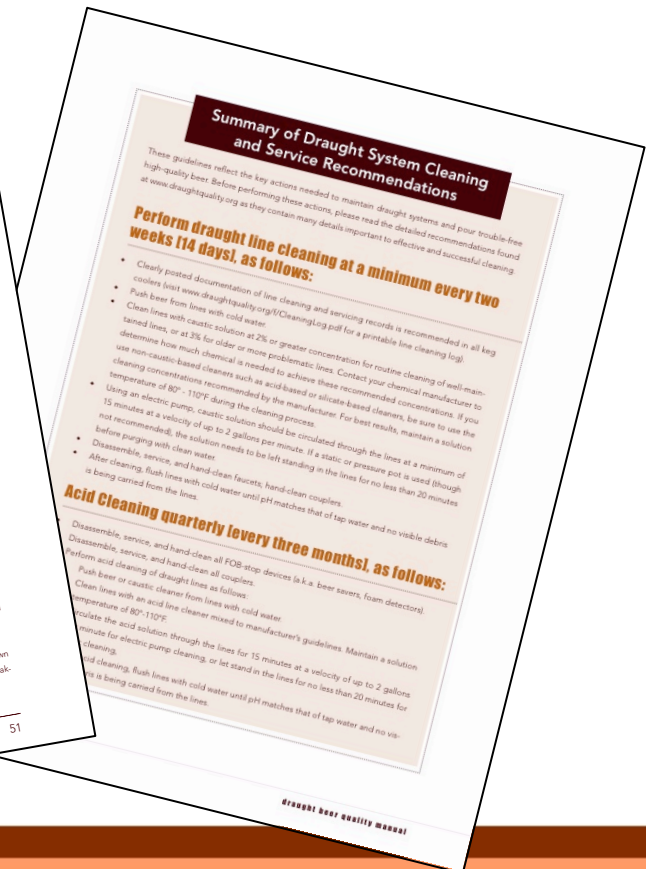 Summary of Draught System Cleaning
and Service Recommendations
These guidelines reflect the key actions needed to maintain draught systems and pour trouble-free
high-quality beer. Before performing these actions, please read the detailed recommendations found
at www.draughtquality.org as they contain many details important to effective and successful cleaning.
Perform draught line cleaning at a minimum every two
weeks [14 days], as follows:
• Clearly posted documentation of line cleaning and servicing records is recommended in all keg
coolers (visit www.draughtquality.org/f/CleaningLog.pdf for a printable line cleaning log).
• Push beer from lines with cold water.
• Clean lines with caustic solution at 2% or greater concentration for routine cleaning of well-main-
tained lines, or at 3% for older or more problematic lines. Contact your chemical manufacturer to
determine how much chemical is needed to achieve these recommended concentrations. If you
use non-caustic-based cleaners such as acid-based or silicate-based cleaners, be sure to use the
cleaning concentrations recommended by the manufacturer. For best results, maintain a solution
temperature of 80° - 110°F during the cleaning process.
• Using an electric pump, caustic solution should be circulated through the lines at a minimum of
15 minutes at a velocity of up to 2 gallons per minute. If a static or pressure pot is used (though
not recommended), the solution needs to be left standing in the lines for no less than 20 minutes
before purging with clean water.
• Disassemble, service, and hand-clean faucets; hand-clean couplers.
• After cleaning, flush lines with cold water until pH matches that of tap water and no visible debris
is being carried from the lines.
Acid Cleaning quarterly [every three months], as follows:
Disassemble, service, and hand-clean all FOB-stop devices (a.k.a. beer savers, foam detectors).
Disassemble, service, and hand-clean all couplers.
Perform acid cleaning of draught lines as follows:
Push beer or caustic cleaner from lines with cold water.
Clean lines with an acid line cleaner mixed to manufacturer's guidelines. Maintain a solution
temperature of 80°-110°F.
rculate the acid solution through the lines for 15 minutes at a velocity of up to 2 gallons
minute for electric pump cleaning, or let stand in the lines for no less than 20 minutes for
cleaning.
cid cleaning, flush lines with cold water until pH matches that of tap water and no vis-
ris is being carried from the lines.
wn
ak-
51
draught beer quality manual